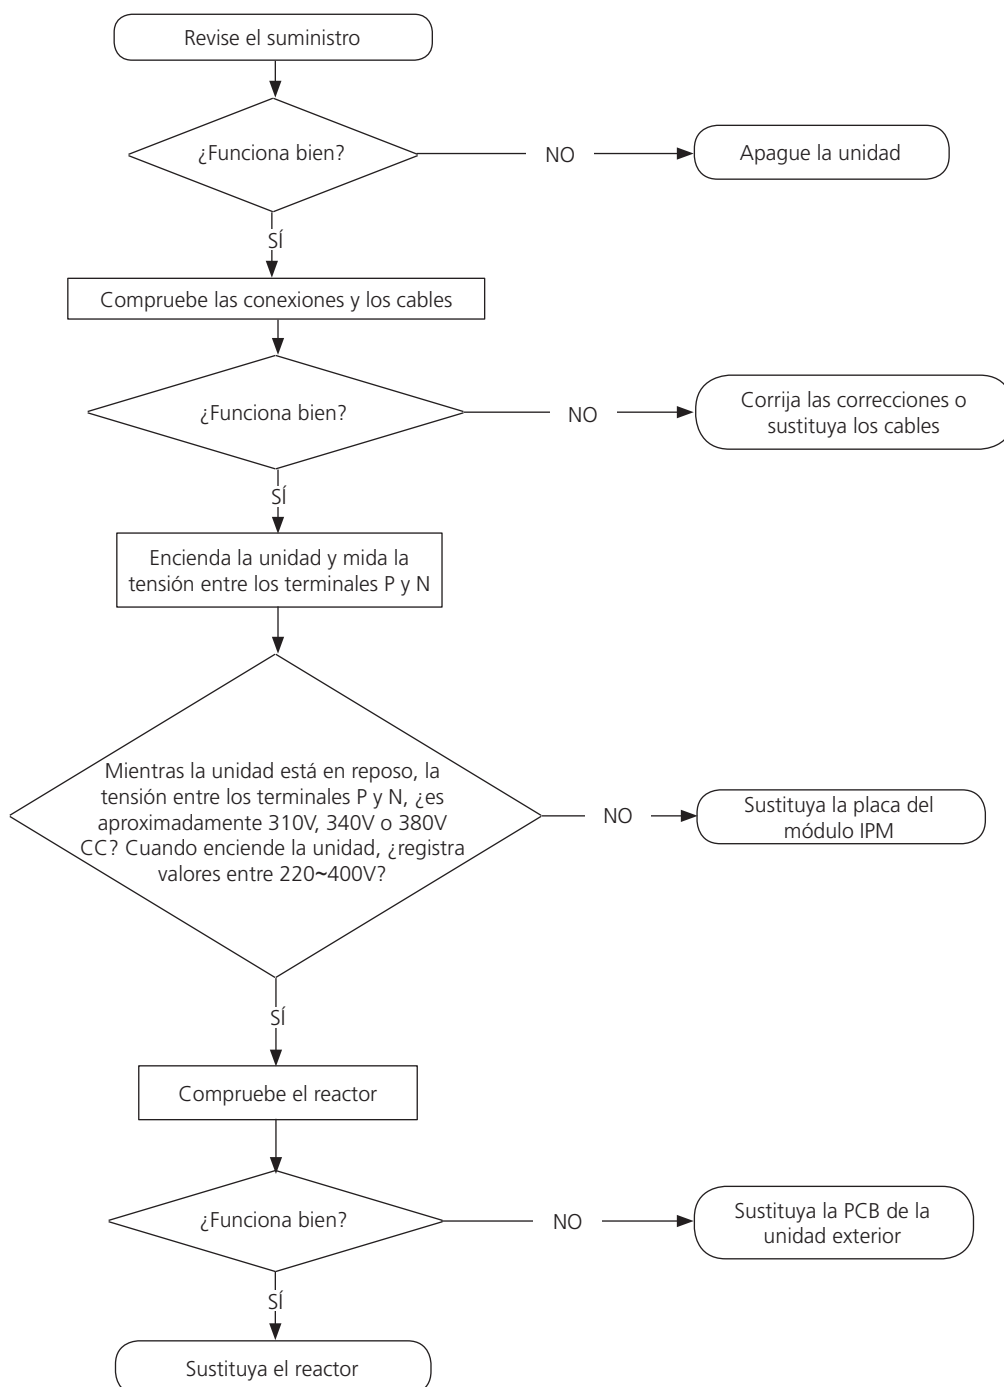 Revise el suministro
¿Funciona bien?
NO
Apague la unidad
SÍ
Compruebe las conexiones y los cables
¿Funciona bien?
NO
Corrija las correcciones o
sustituya los cables
SÍ
Encienda la unidad y mida la
tensión entre los terminales P y N
Mientras la unidad está en reposo, la
tensión entre los terminales P y N, ¿es
aproximadamente 310V, 340V o 380V
CC? Cuando enciende la unidad, ¿registra
valores entre 220~400V?
NO
Sustituya la placa del
módulo IPM
SÍ
Compruebe el reactor
¿Funciona bien?
NO
Sustituya la PCB de la
unidad exterior
SÍ
Sustituya el reactor